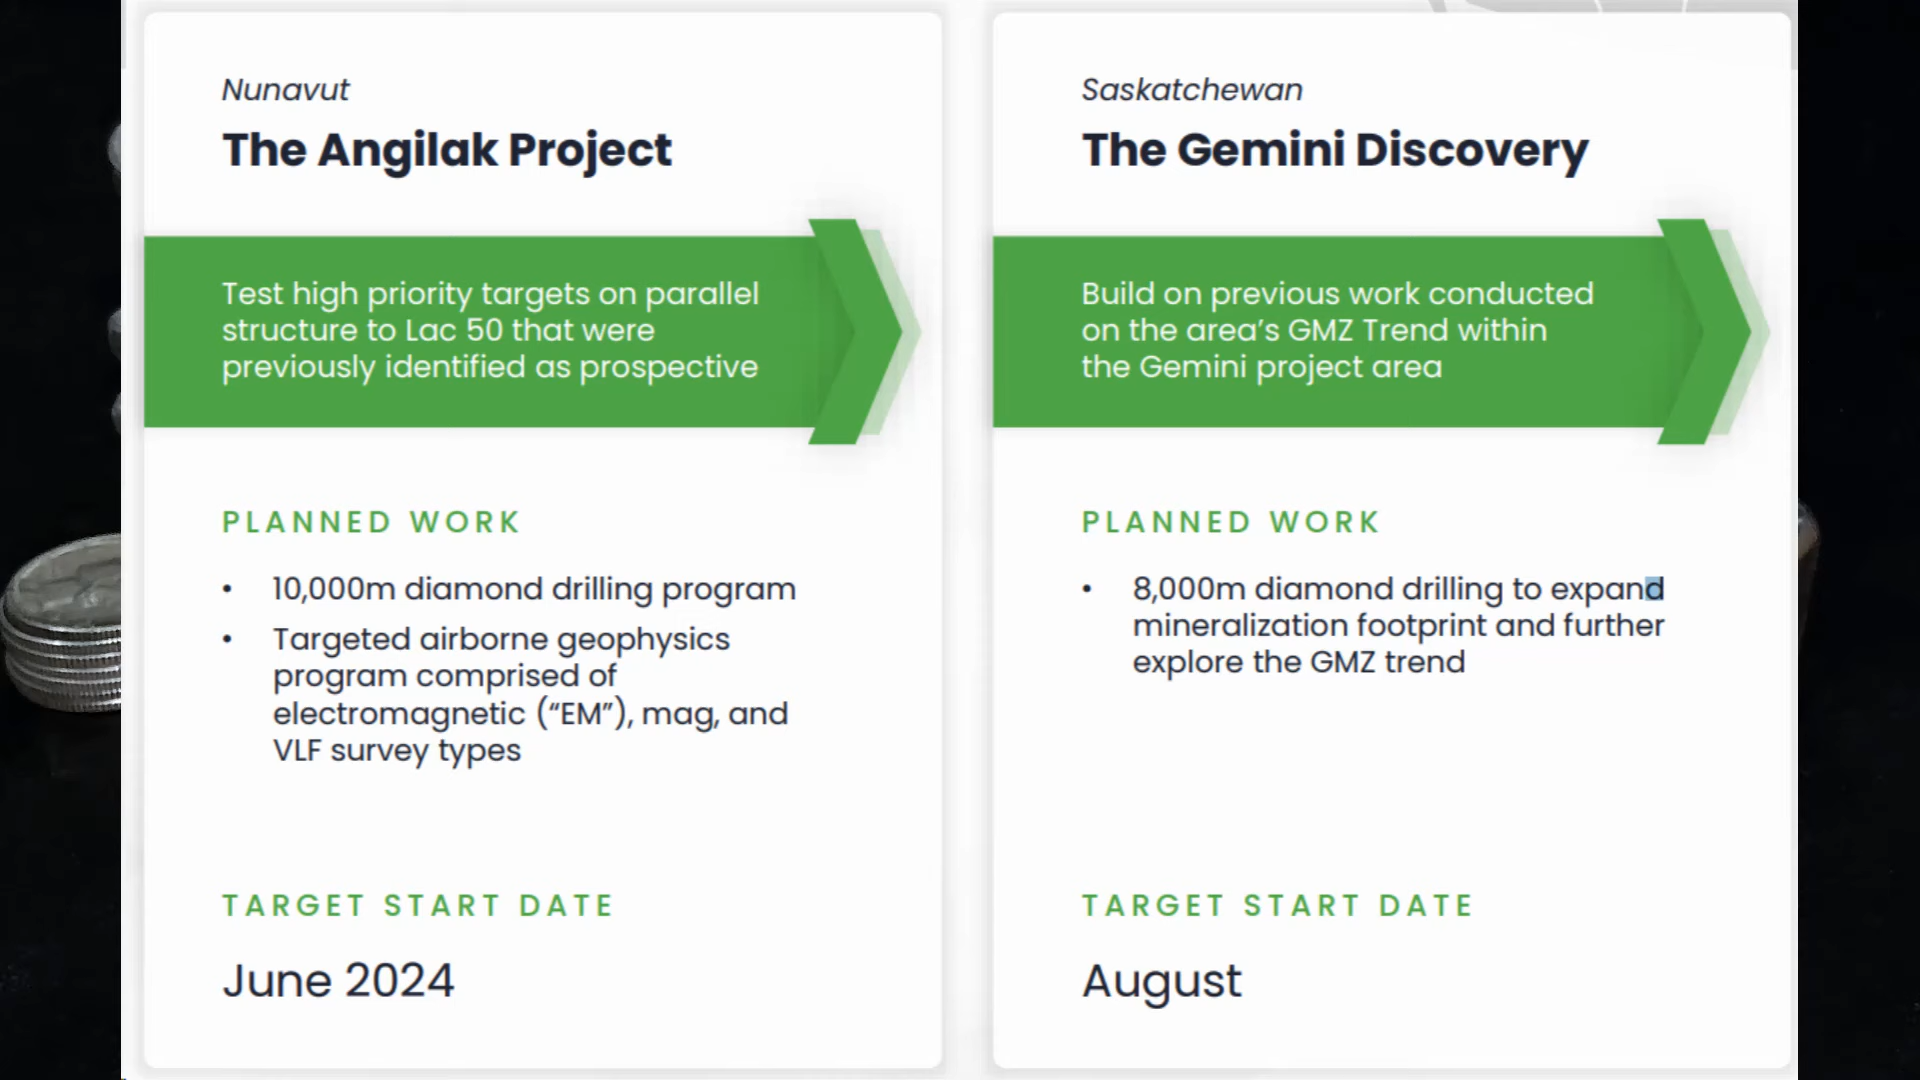 Nunavut
The Angilak Project
Test high priority targets on parallel
structure to Lac 50 that were
previously identified as prospective
PLANNED WORK
• 10,000m diamond drilling program
• Targeted airborne geophysics
program comprised of
electromagnetic (“EM”), mag, and
VLF survey types
TARGET START DATE
June 2024
Saskatchewan
The Gemini Discovery
Build on previous work conducted
on the area’s GMZ Trend within
the Gemini project area
PLANNED WORK
• 8,000m diamond drilling to expand
mineralization footprint and further
explore the GMZ trend
TARGET START DATE
August